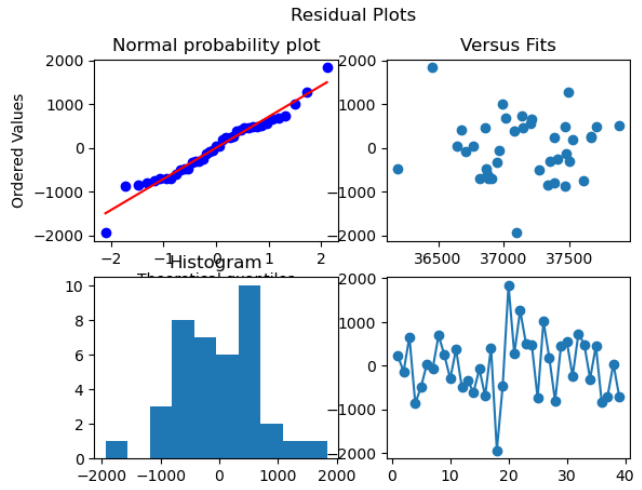 Residual Plots
Normal probability plot
Versus Fits
Ordered Values
2000
1000
0
−1000
−2000
−2 −1 0 1 2
Theoretical quantiles
2000
1000
0
−1000
−2000
36500 37000 37500
Histogram
10
8
6
4
2
0
−2000 −1000 0 1000 2000
2000
1000
0
−1000
−2000
0 10 20 30 40